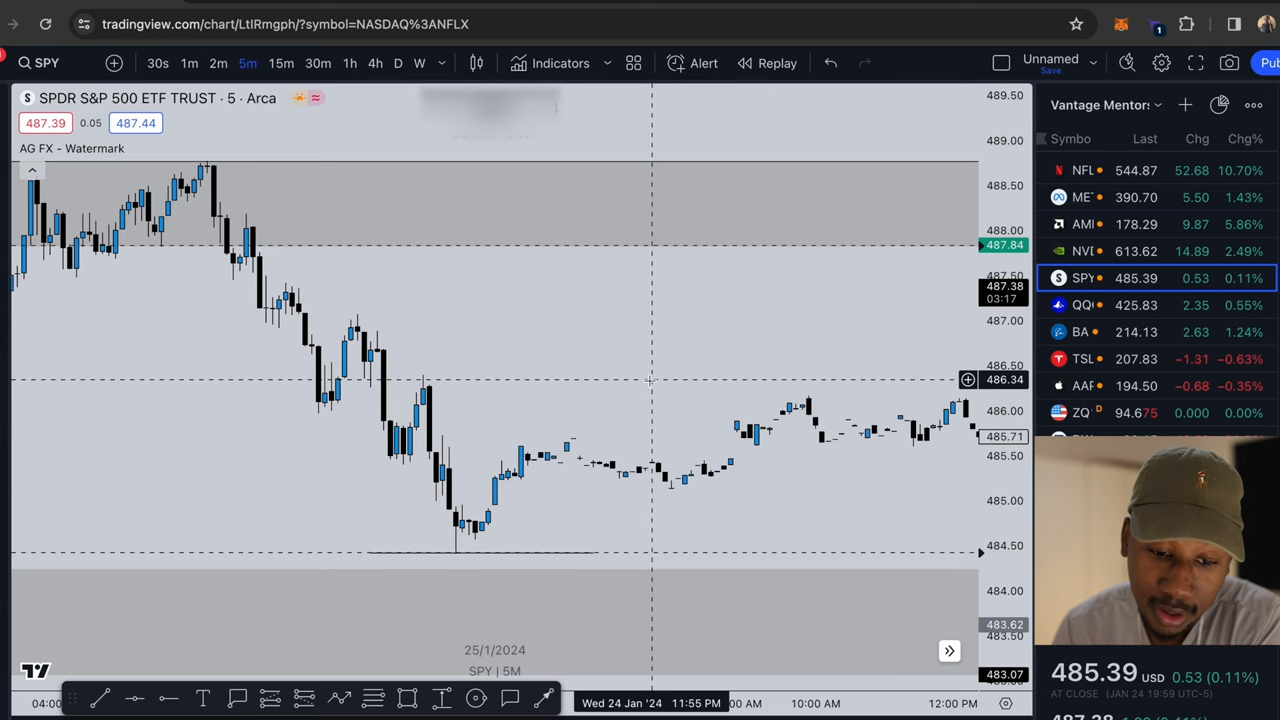 tradingview.com/chart/LtIRmgph/?symbol=NASDAQ%3ANFLX
1
SPY 30s 1m 2m 5m 15m 30m 1h 4h D W Indicators Alert Replay Unnamed Save Pub
SPDR S&P 500 ETF TRUST · 5 · Arca
487.39 0.05 487.44
AG FX - Watermark
489.50
489.00
488.50
488.00
487.84
487.50
487.38
03:17
487.00
486.50
486.34
486.00
485.71
485.50
485.00
484.50
484.00
483.62
483.50
483.07
25/1/2024
SPY | 5M
04:00 Wed 24 Jan '24 11:55 PM 00 AM 10:00 AM 12:00 PM
Vantage Mentors
Symbo Last Chg Chg%
NFL 544.87 52.68 10.70%
ME 390.70 5.50 1.43%
AMI 178.29 9.87 5.86%
NVI 613.62 14.89 2.49%
SPY 485.39 0.53 0.11%
QQ 425.83 2.35 0.55%
BA 214.13 2.63 1.24%
TSL 207.83 −1.31 −0.63%
AAF 194.50 −0.68 −0.35%
ZQ D 94.675 0.000 0.00%
485.39 USD 0.53 (0.11%)
AT CLOSE (JAN 24 19:59 UTC-5)